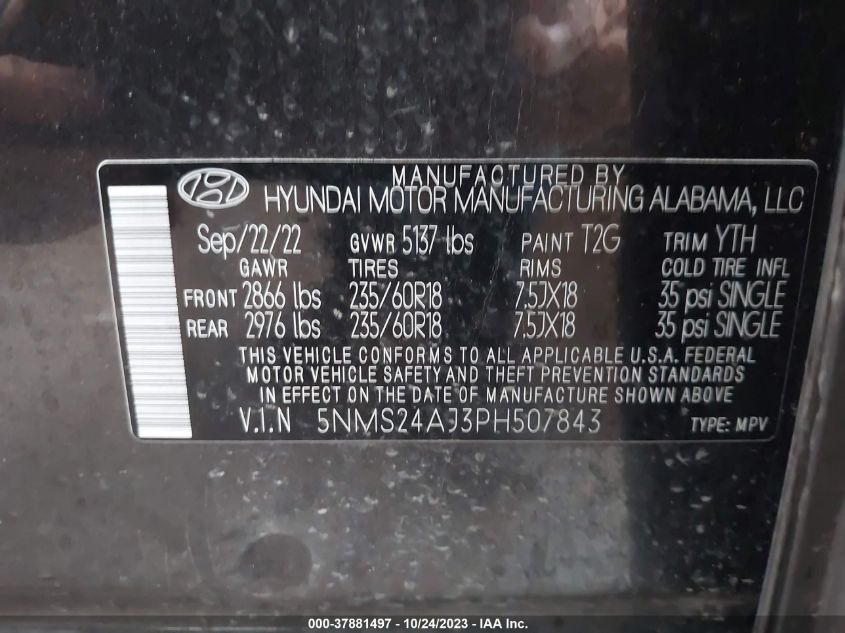 MANUFACTURED BY
HYUNDAI MOTOR MANUFACTURING ALABAMA, LLC
Sep/22/22 GVWR 5137 lbs PAINT T2G TRIM YTH
GAWR TIRES RIMS COLD TIRE INFL
FRONT 2866 lbs 235/60R18 7.5JX18 35 psi SINGLE
REAR 2976 lbs 235/60R18 7.5JX18 35 psi SINGLE
THIS VEHICLE CONFORMS TO ALL APPLICABLE U.S.A. FEDERAL
MOTOR VEHICLE SAFETY AND THEFT PREVENTION STANDARDS
IN EFFECT ON THE DATE OF MANUFACTURE SHOWN ABOVE
V.I.N 5NMS24AJ3PH507843 TYPE: MPV
000-37881497 - 10/24/2023 - IAA Inc.